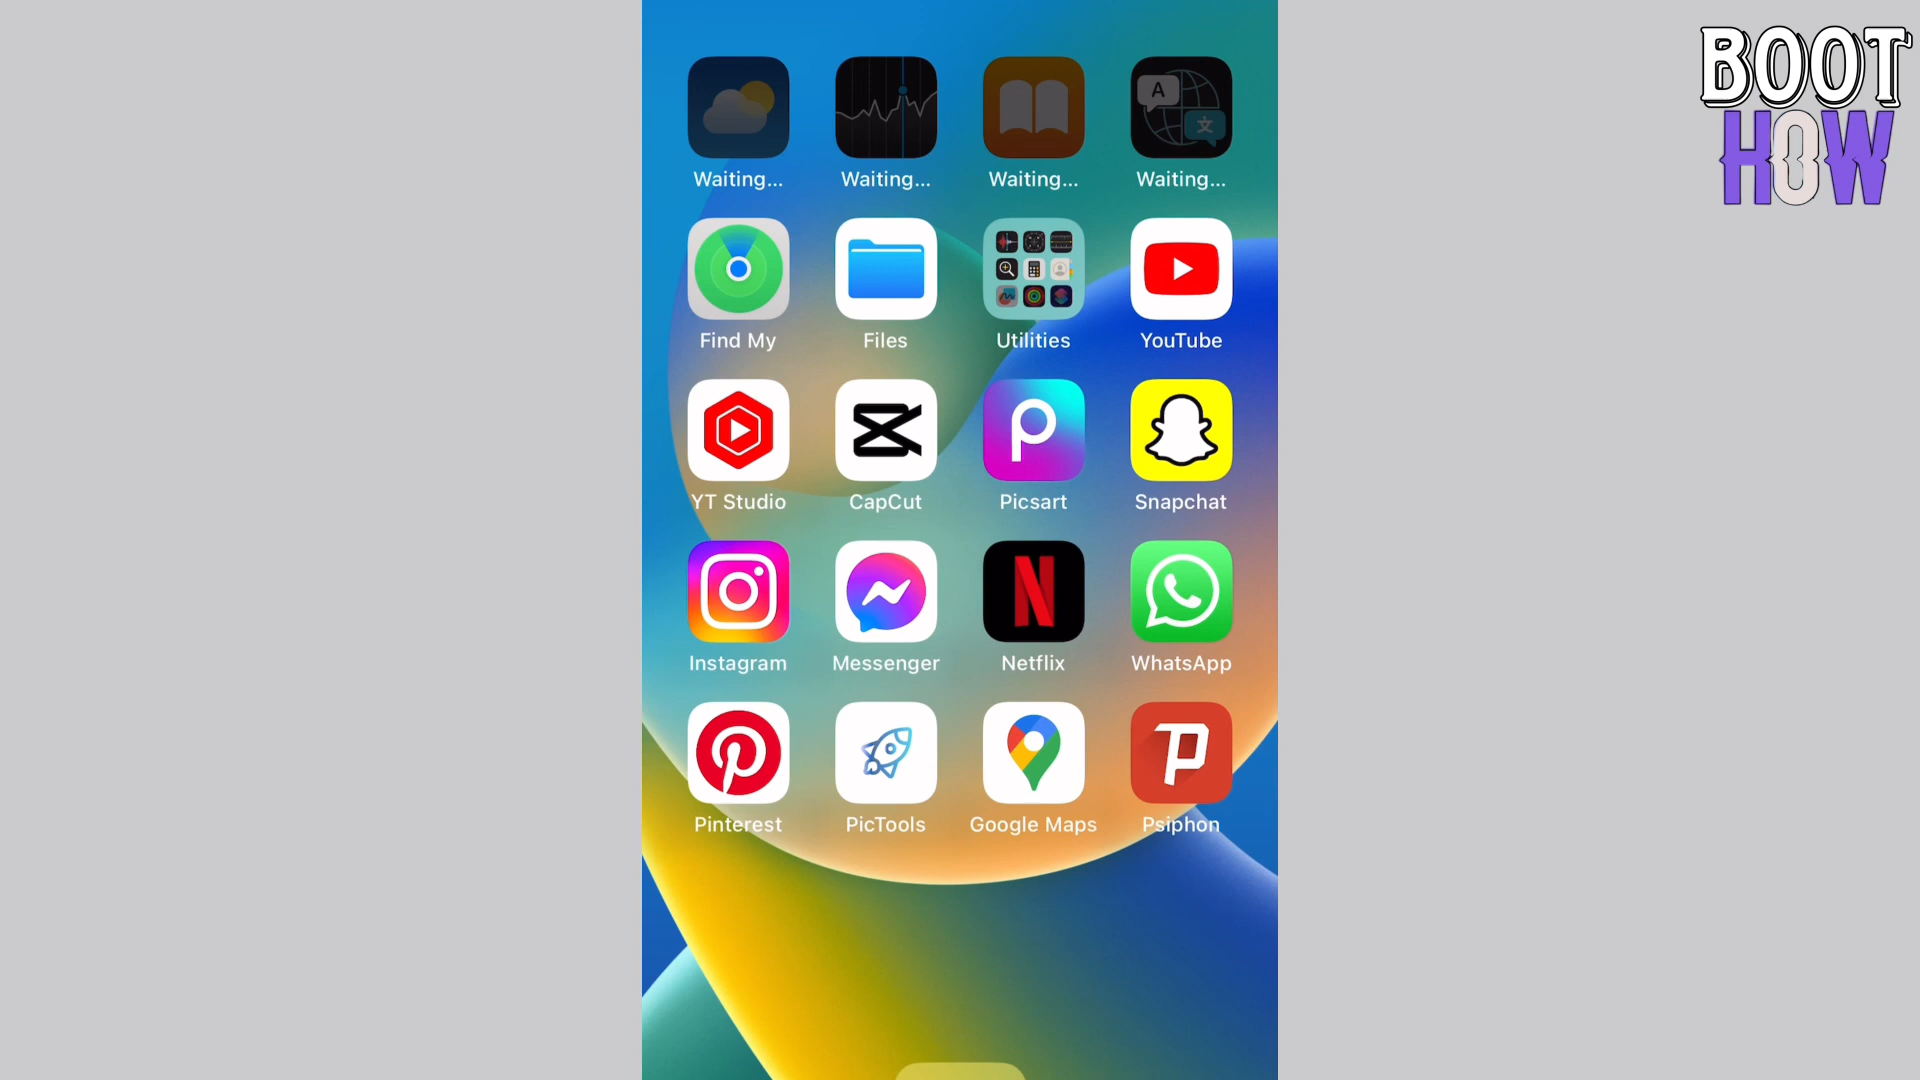 BOOT
HOW
A
文
Waiting... Waiting... Waiting... Waiting...
Find My Files Utilities YouTube
YT Studio CapCut Picsart Snapchat
Instagram Messenger Netflix WhatsApp
Pinterest PicTools Google Maps Psiphon